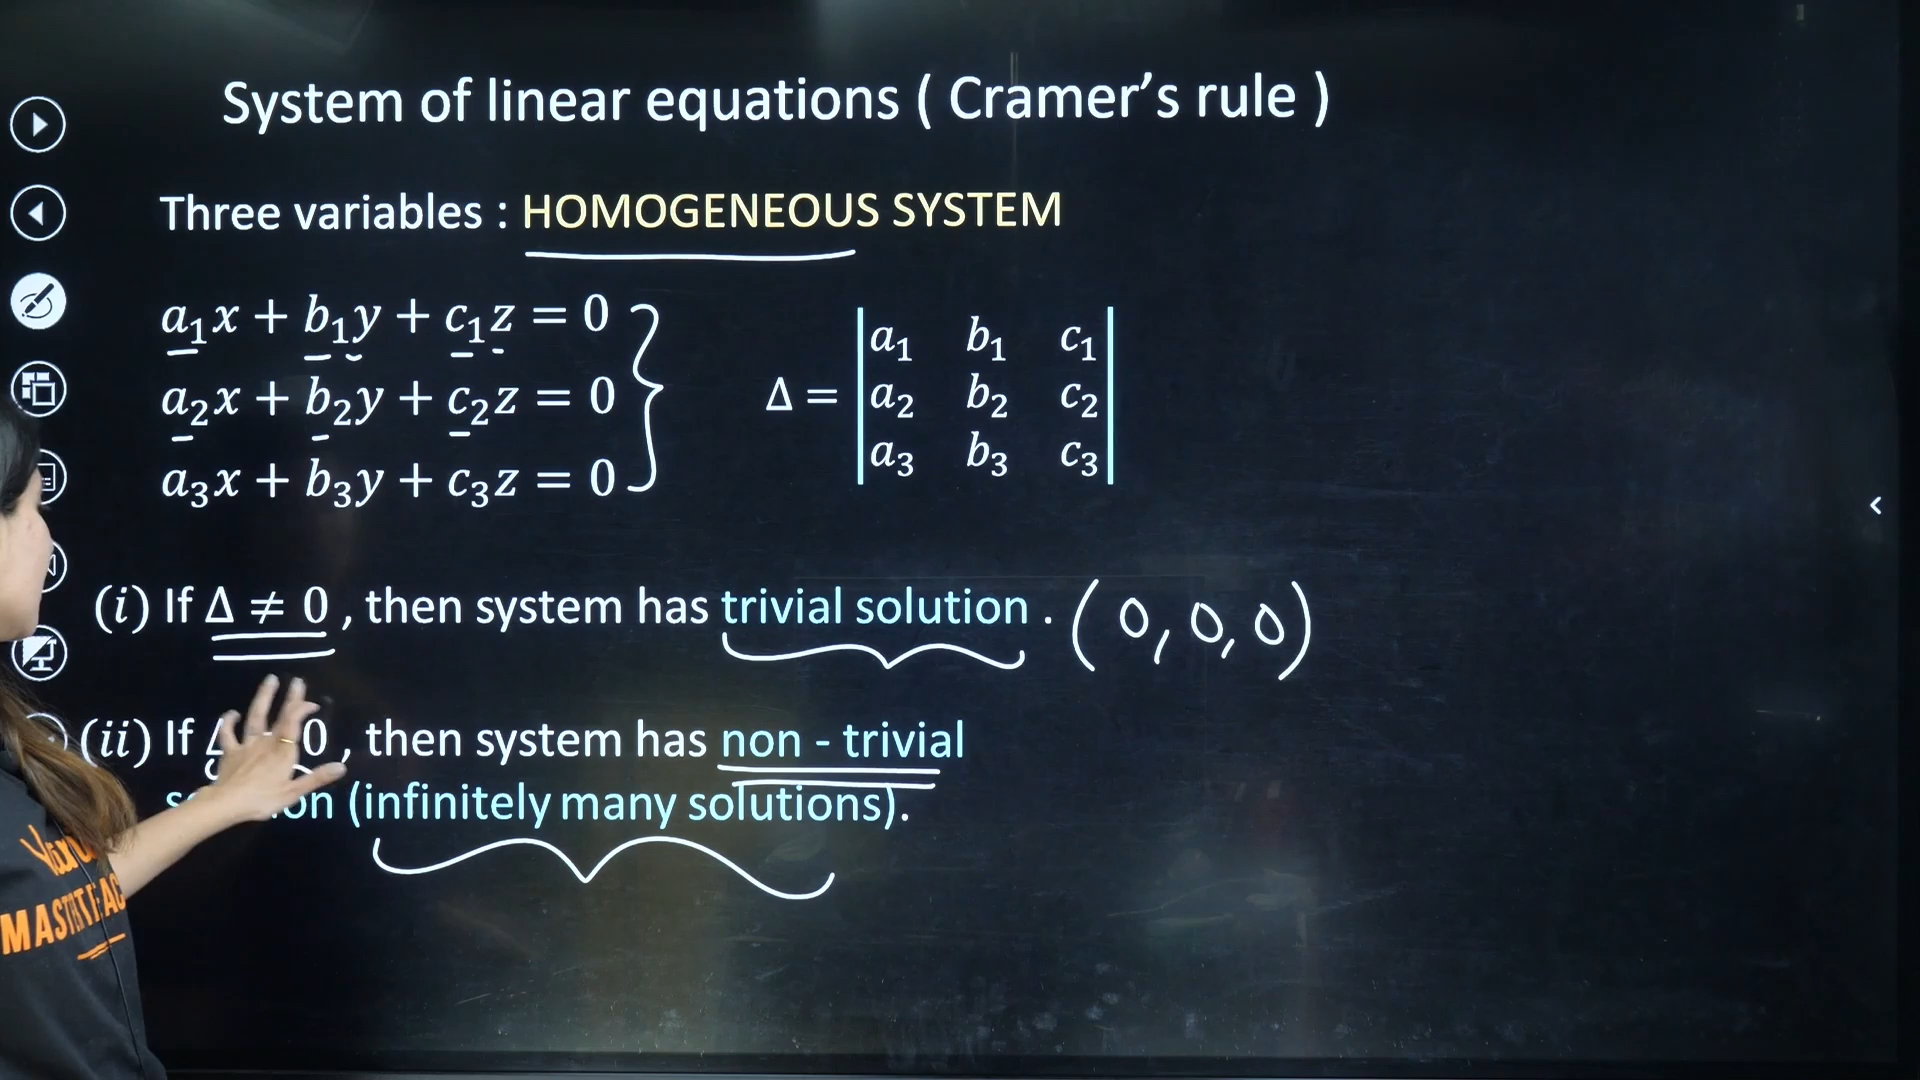 System of linear equations ( Cramer's rule )
Three variables : HOMOGENEOUS SYSTEM
a₁x + b₁y + c₁z = 0
a₂x + b₂y + c₂z = 0
a₃x + b₃y + c₃z = 0
Δ = | a₁ b₁ c₁ |
| a₂ b₂ c₂ |
| a₃ b₃ c₃ |
(i) If Δ ≠ 0 , then system has trivial solution . (0, 0, 0)
(ii) If 0 , then system has non - trivial
(infinitely many solutions).